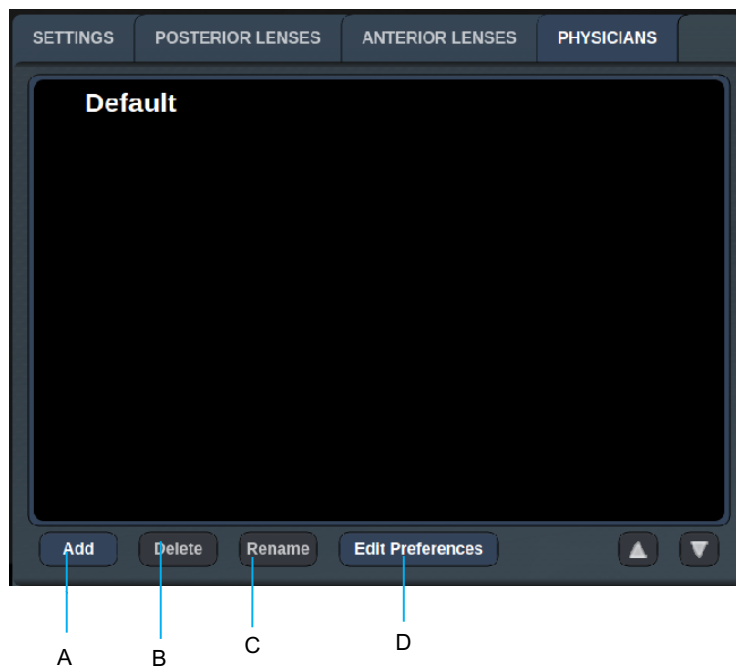 SETTINGS POSTERIOR LENSES ANTERIOR LENSES PHYSICIANS
Default
Add Delete Rename Edit Preferences
A B C D